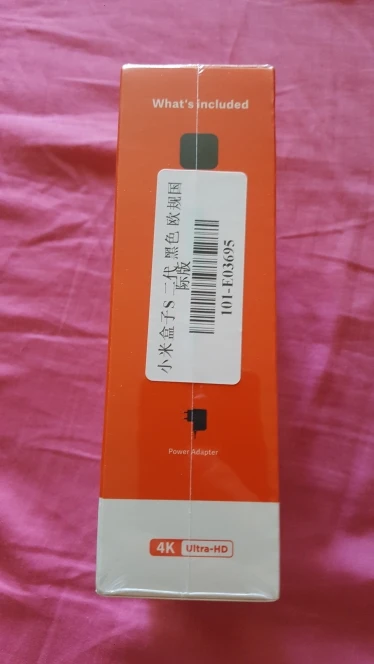 What's included
小米盒子S 二代 黑色 欧规国
际版
101-E03695
Power Adapter
4K Ultra-HD